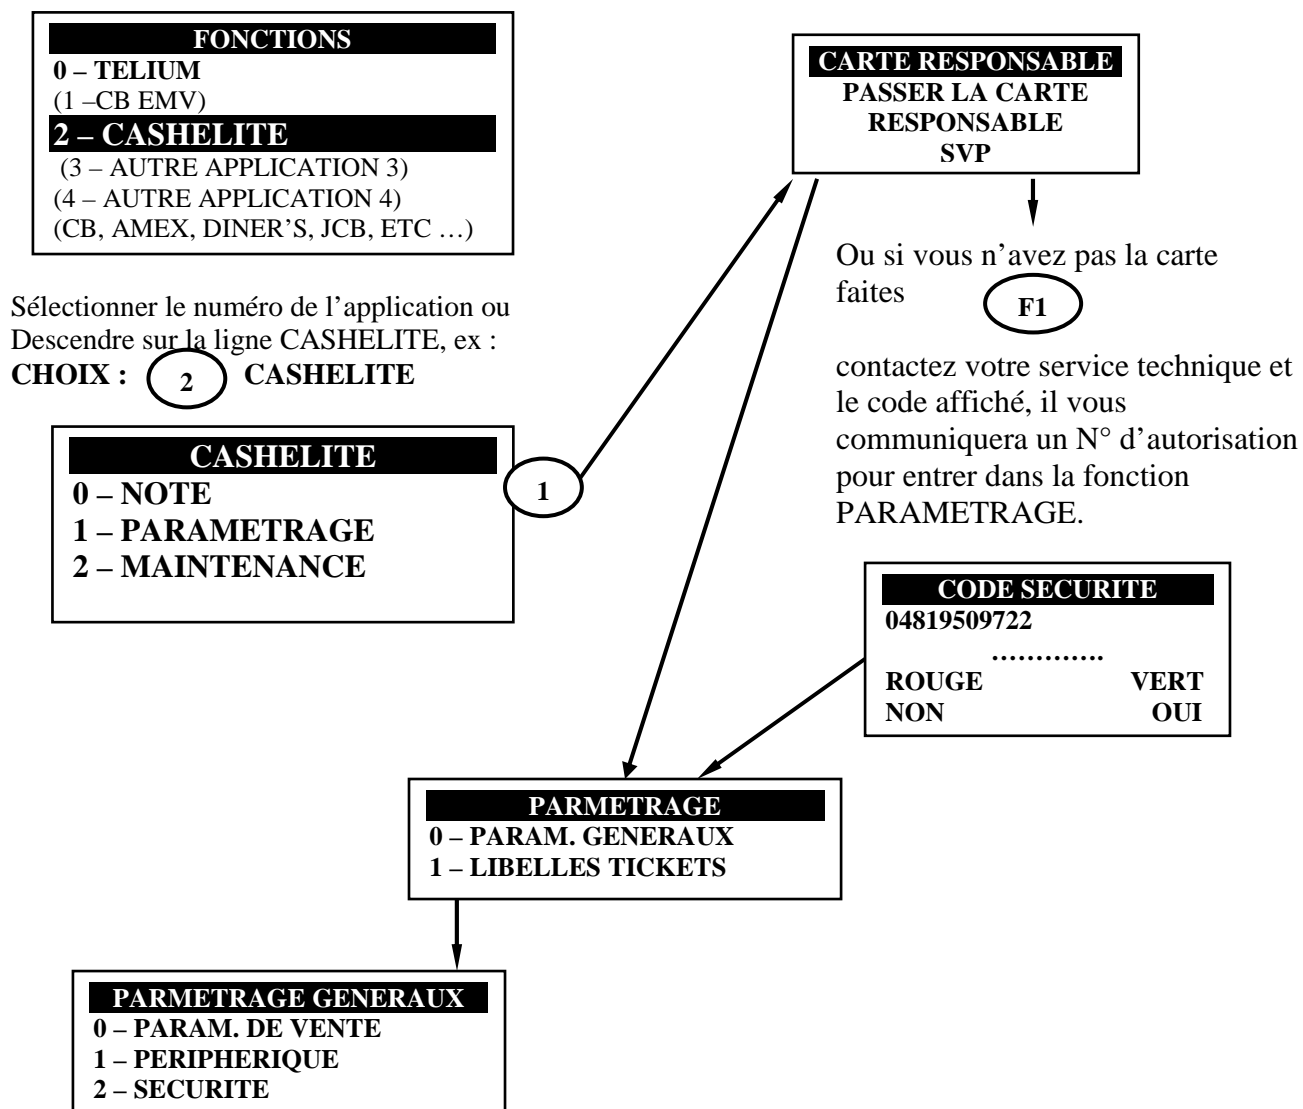 FONCTIONS
0 – TELIUM
(1 –CB EMV)
2 – CASHELITE
(3 – AUTRE APPLICATION 3)
(4 – AUTRE APPLICATION 4)
(CB, AMEX, DINER’S, JCB, ETC …)
Sélectionner le numéro de l’application ou
Descendre sur la ligne CASHELITE, ex :
CHOIX : 2 CASHELITE
CASHELITE
0 – NOTE
1 – PARAMETRAGE
2 – MAINTENANCE
1
CARTE RESPONSABLE
PASSER LA CARTE
RESPONSABLE
SVP
Ou si vous n’avez pas la carte
faites F1
contactez votre service technique et
le code affiché, il vous
communiquera un N° d’autorisation
pour entrer dans la fonction
PARAMETRAGE.
CODE SECURITE
04819509722
………….
ROUGE VERT
NON OUI
PARMETRAGE
0 – PARAM. GENERAUX
1 – LIBELLES TICKETS
PARMETRAGE GENERAUX
0 – PARAM. DE VENTE
1 – PERIPHERIQUE
2 – SECURITE